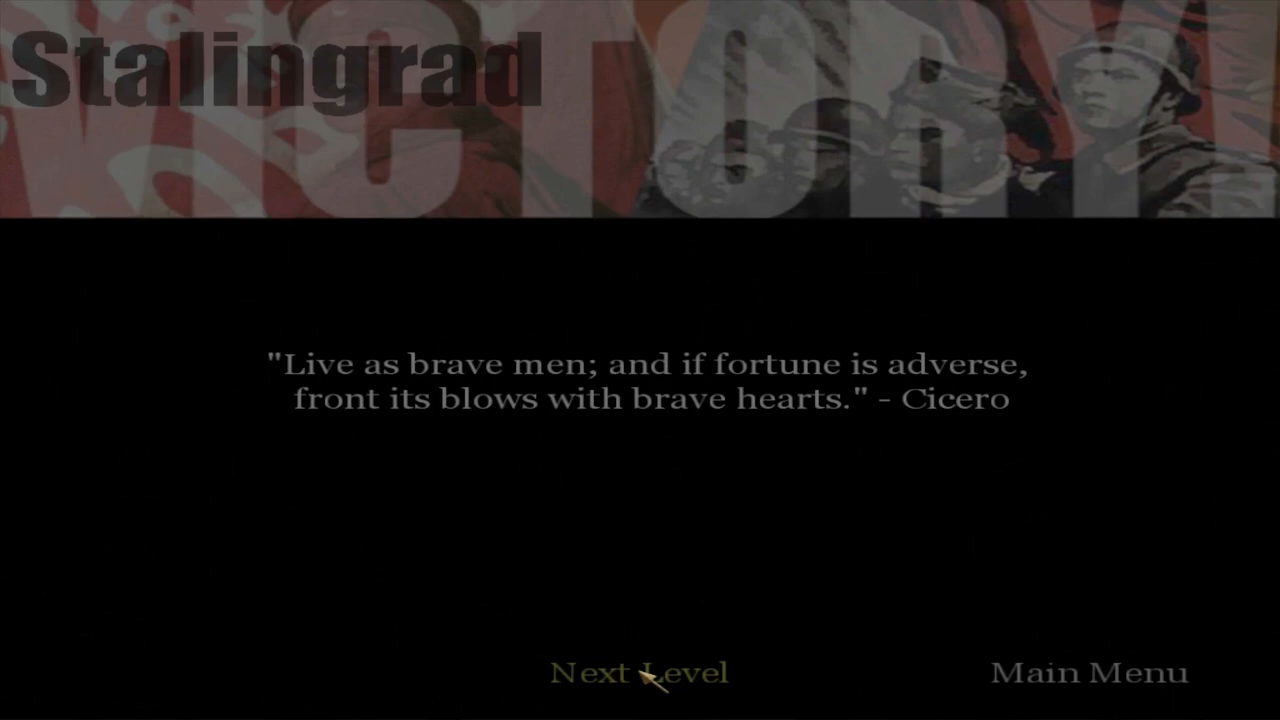 VICTORY!
Stalingrad
"Live as brave men; and if fortune is adverse,
front its blows with brave hearts." - Cicero
Next Level
Main Menu